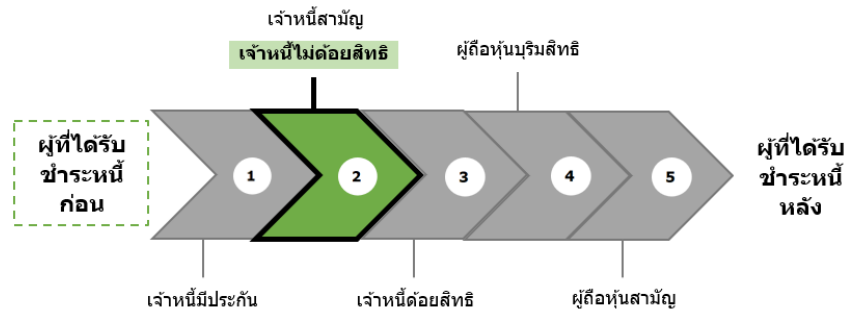 เจ้าหนี้สามัญ
เจ้าหนี้ไม่ด้อยสิทธิ
ผู้ถือหุ้นบุริมสิทธิ
ผู้ที่ได้รับ
ชำระหนี้
ก่อน
1
2
3
4
5
ผู้ที่ได้รับ
ชำระหนี้
หลัง
เจ้าหนี้มีประกัน
เจ้าหนี้ด้อยสิทธิ
ผู้ถือหุ้นสามัญ